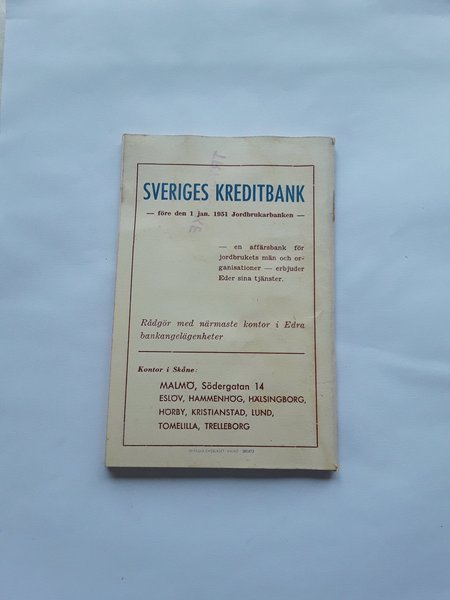 SVERIGES KREDITBANK
— före den 1 jan. 1951 Jordbrukarbanken —
— en affärsbank för
jordbrukets män och or-
ganisationer — erbjuder
Eder sina tjänster.
Rådgör med närmaste kontor i Edra
bankangelägenheter
Kontor i Skåne:
MALMÖ, Södergatan 14
ESLÖV, HAMMENHÖG, HÄLSINGBORG,
HÖRBY, KRISTIANSTAD, LUND,
TOMELILLA, TRELLEBORG